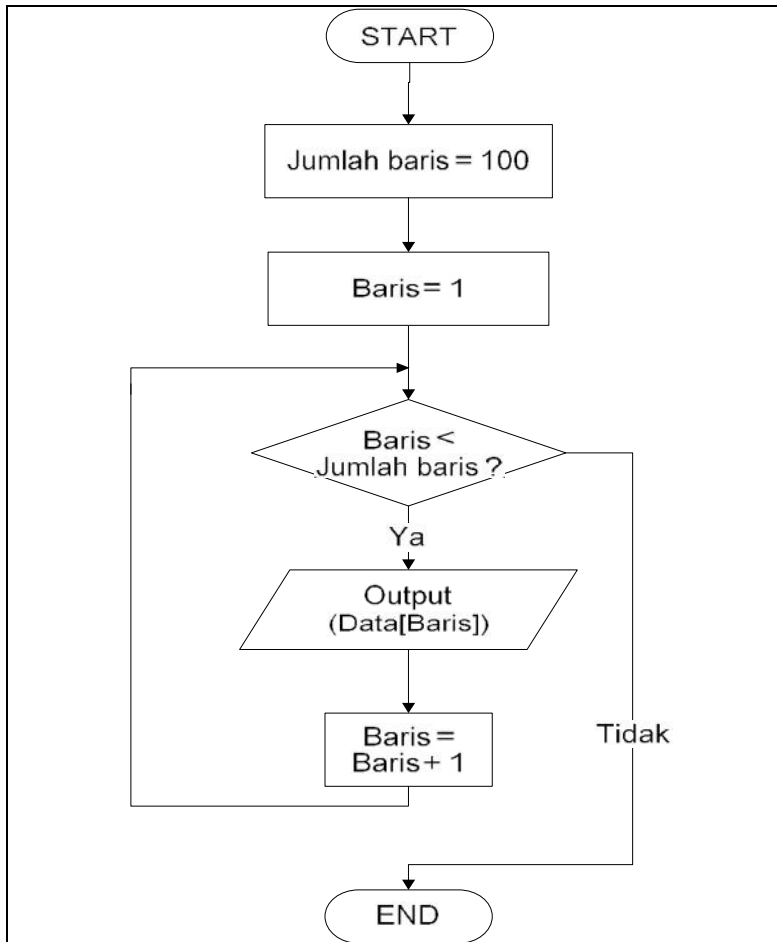 START
Jumlah baris = 100
Baris = 1
Baris <
Jumlah baris ?
Ya
Output
(Data[Baris])
Baris =
Baris + 1
Tidak
END